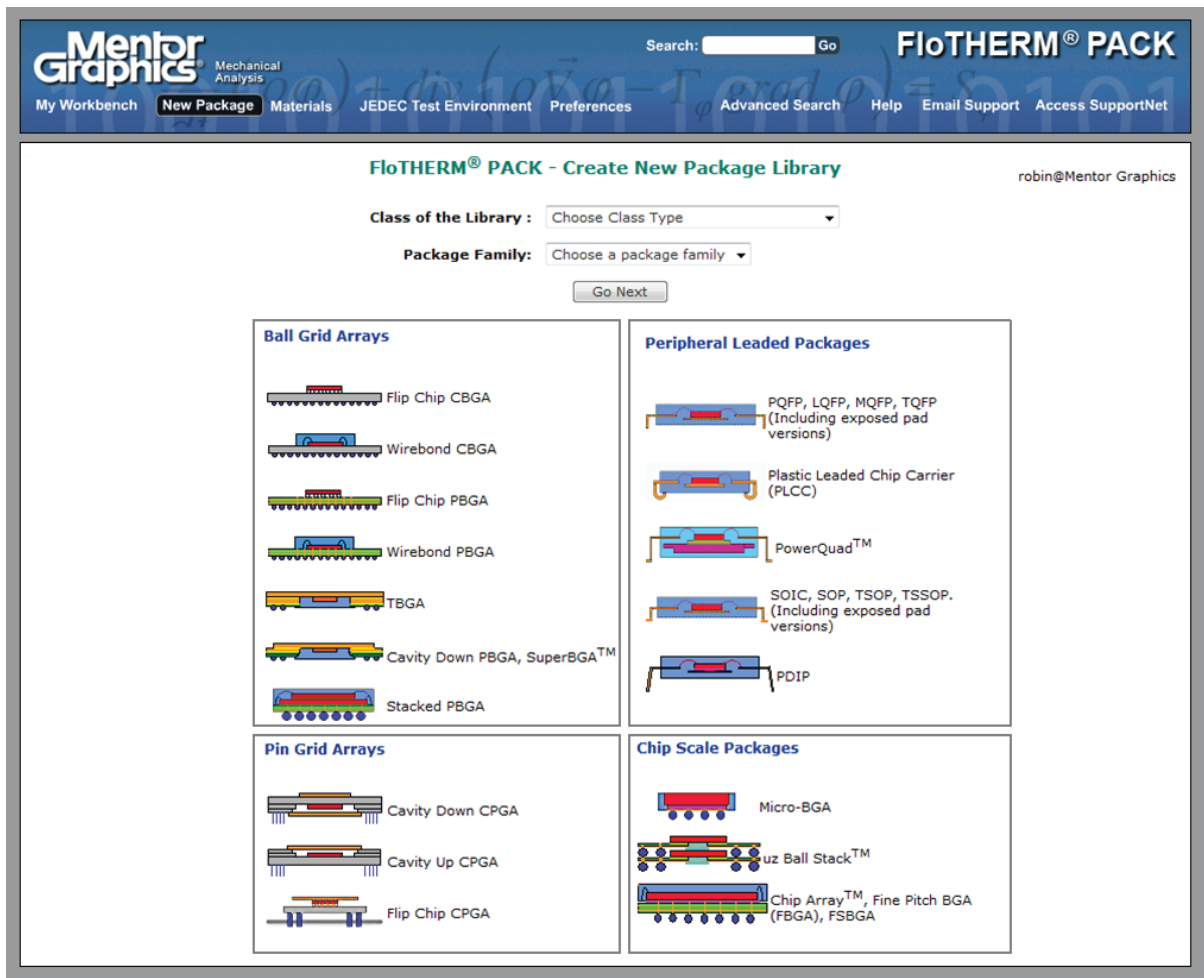 Mentor
Graphics
Mechanical
Analysis
Search:
Go
FloTHERM® PACK
My Workbench
New Package
Materials
JEDEC Test Environment
Preferences
Advanced Search
Help
Email Support
Access SupportNet
FloTHERM® PACK - Create New Package Library
robin@Mentor Graphics
Class of the Library :
Choose Class Type
Package Family:
Choose a package family
Go Next
Ball Grid Arrays
Flip Chip CBGA
Wirebond CBGA
Flip Chip PBGA
Wirebond PBGA
TBGA
Cavity Down PBGA, SuperBGA™
Stacked PBGA
Peripheral Leaded Packages
PQFP, LQFP, MQFP, TQFP
(Including exposed pad
versions)
Plastic Leaded Chip Carrier
(PLCC)
PowerQuad™
SOIC, SOP, TSOP, TSSOP.
(Including exposed pad
versions)
PDIP
Pin Grid Arrays
Cavity Down CPGA
Cavity Up CPGA
Flip Chip CPGA
Chip Scale Packages
Micro-BGA
uz Ball Stack™
Chip Array™, Fine Pitch BGA
(FBGA), FSBGA